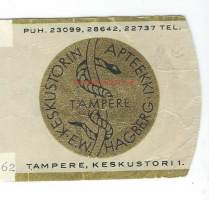 PUH. 23099, 28642, 22737 TEL.
KESKUSTORIN APTEEKKI
TAMPERE
E.W. HAGBERG
62
TAMPERE, KESKUSTORI 1.